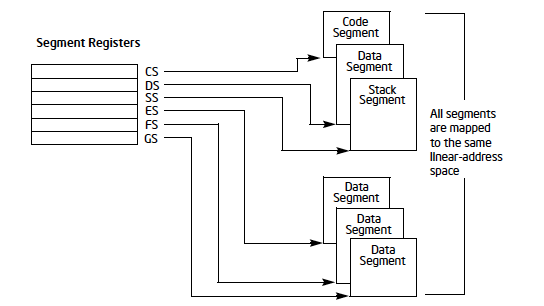 Segment Registers
CS
DS
SS
ES
FS
GS
Code
Segment
Data
Segment
Stack
Segment
Data
Segment
Data
Segment
Data
Segment
All segments
are mapped
to the same
linear-address
space